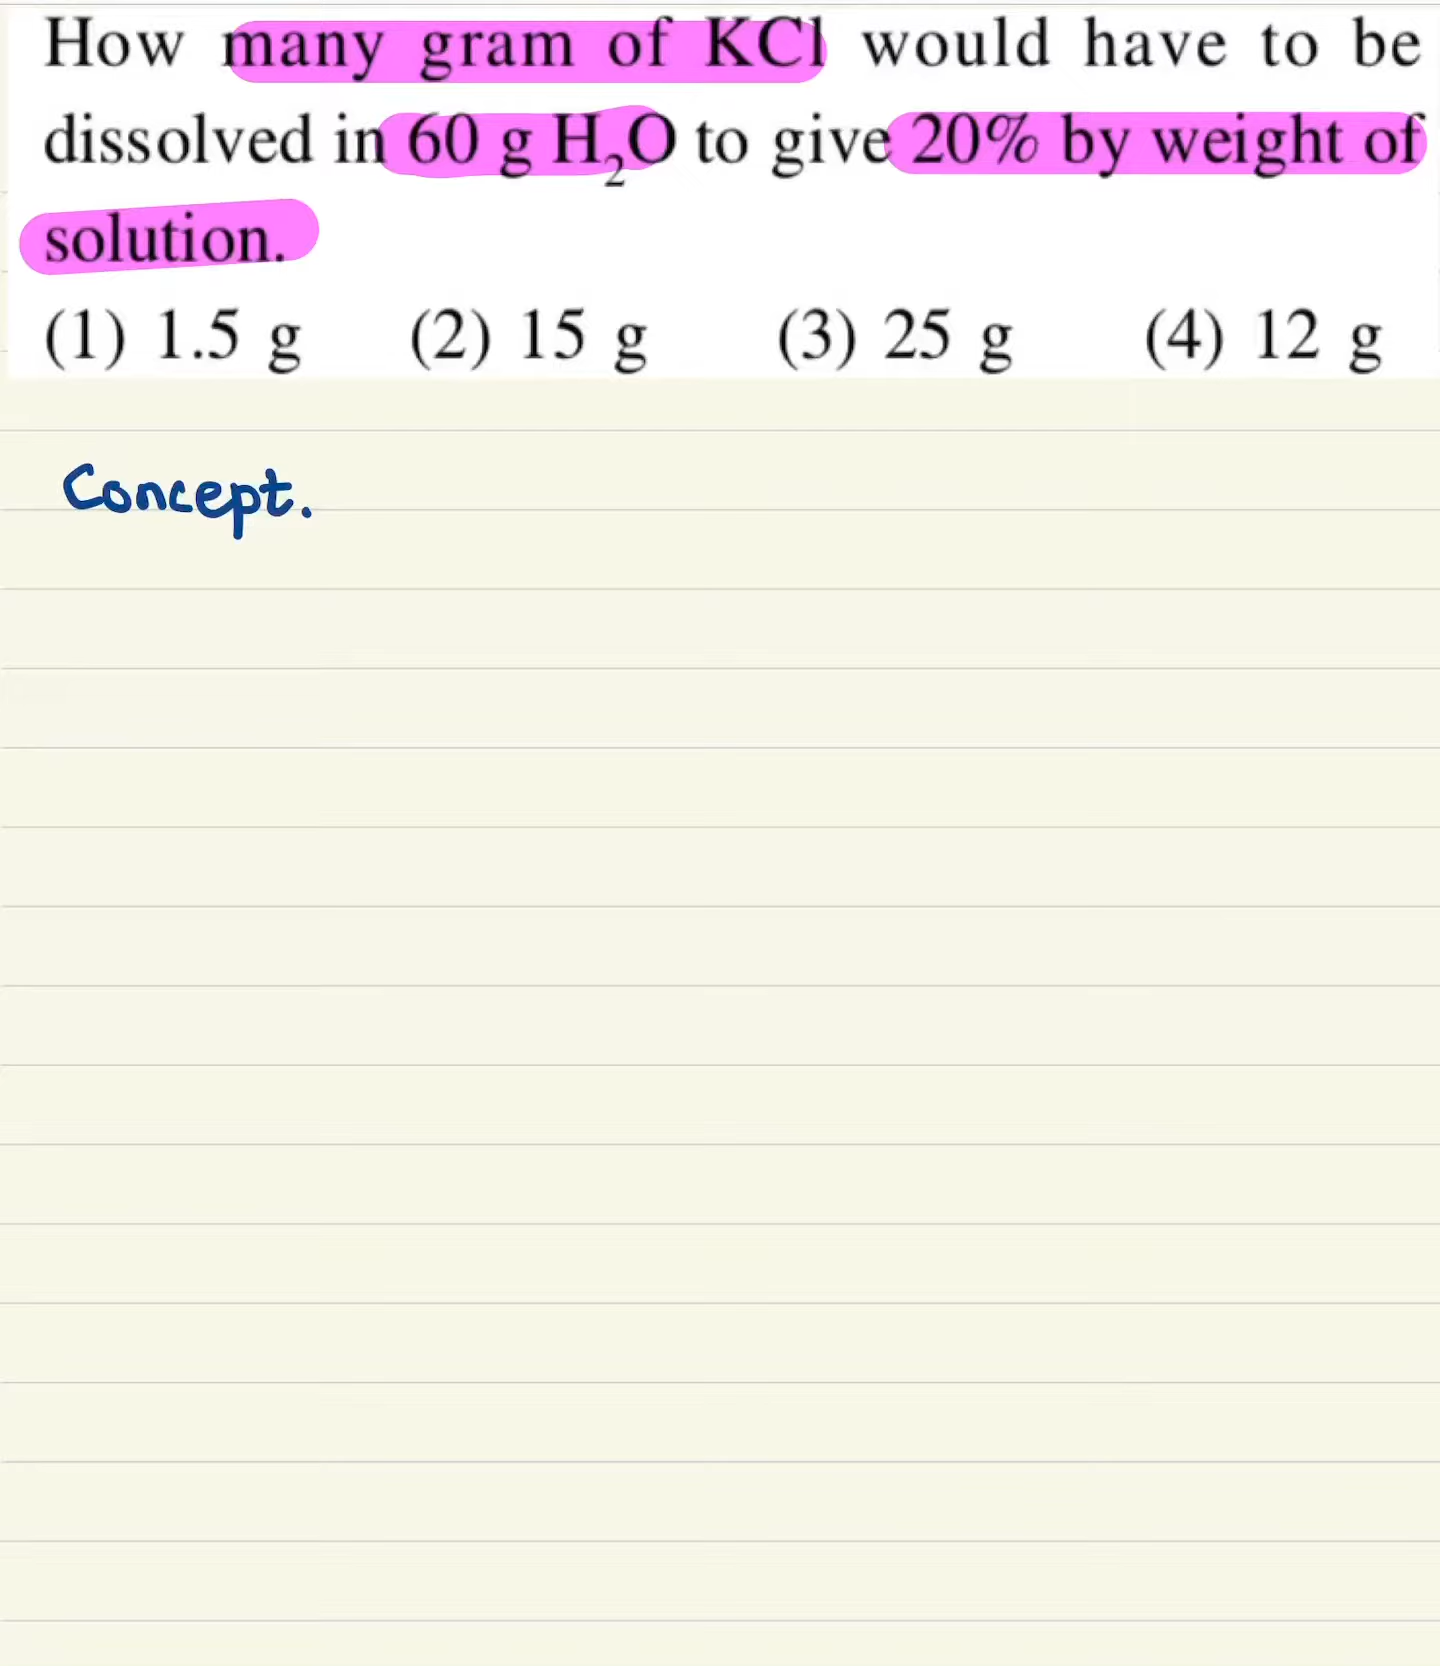 How many gram of KCl would have to be
dissolved in 60 g H₂O to give 20% by weight of
solution.
(1) 1.5 g (2) 15 g (3) 25 g (4) 12 g
Concept.